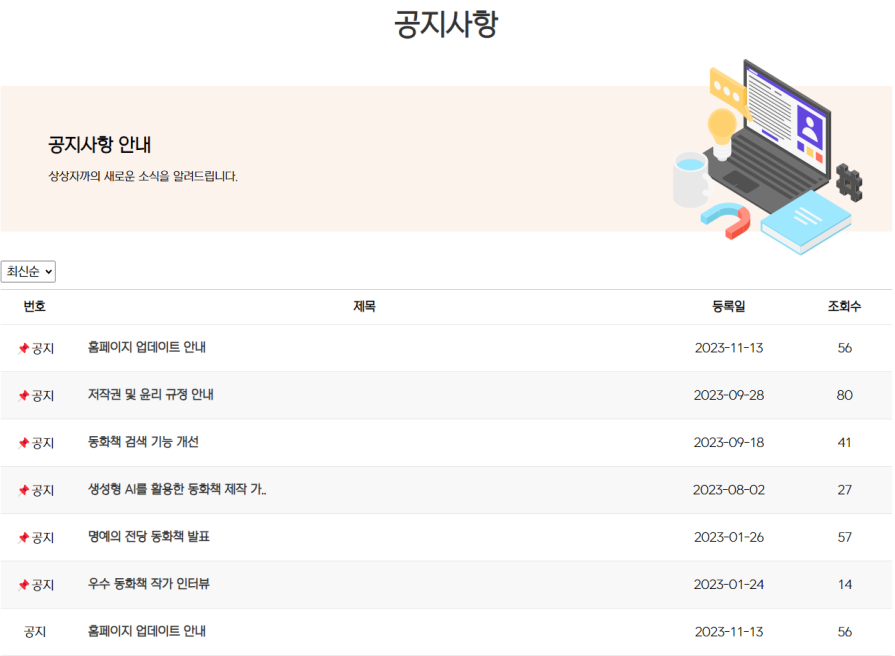 공지사항
공지사항 안내
상상자까의 새로운 소식을 알려드립니다.
최신순
번호 제목 등록일 조회수
공지 홈페이지 업데이트 안내 2023-11-13 56
공지 저작권 및 윤리 규정 안내 2023-09-28 80
공지 동화책 검색 기능 개선 2023-09-18 41
공지 생성형 AI를 활용한 동화책 제작 가.. 2023-08-02 27
공지 명예의 전당 동화책 발표 2023-01-26 57
공지 우수 동화책 작가 인터뷰 2023-01-24 14
공지 홈페이지 업데이트 안내 2023-11-13 56